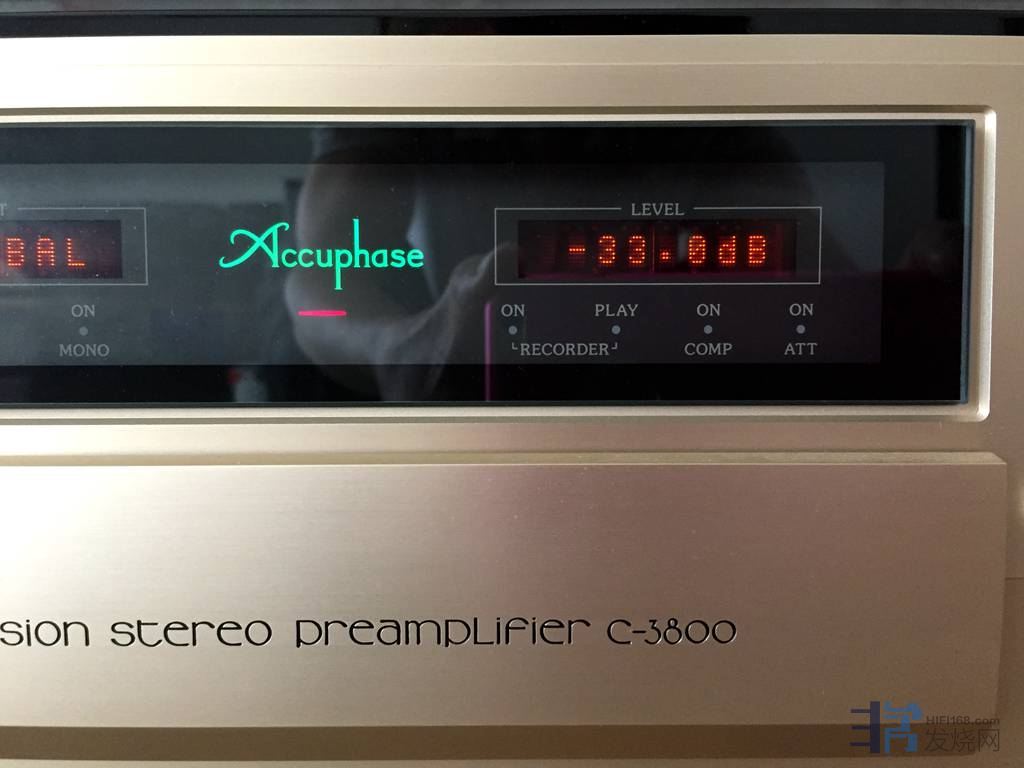 LEVEL
BAL
Accuphase
-33.0dB
ON
ON
PLAY
ON
ON
MONO
RECORDER
COMP
ATT
sion stereo preamplifier C-3800
HIFI168.com
发烧网